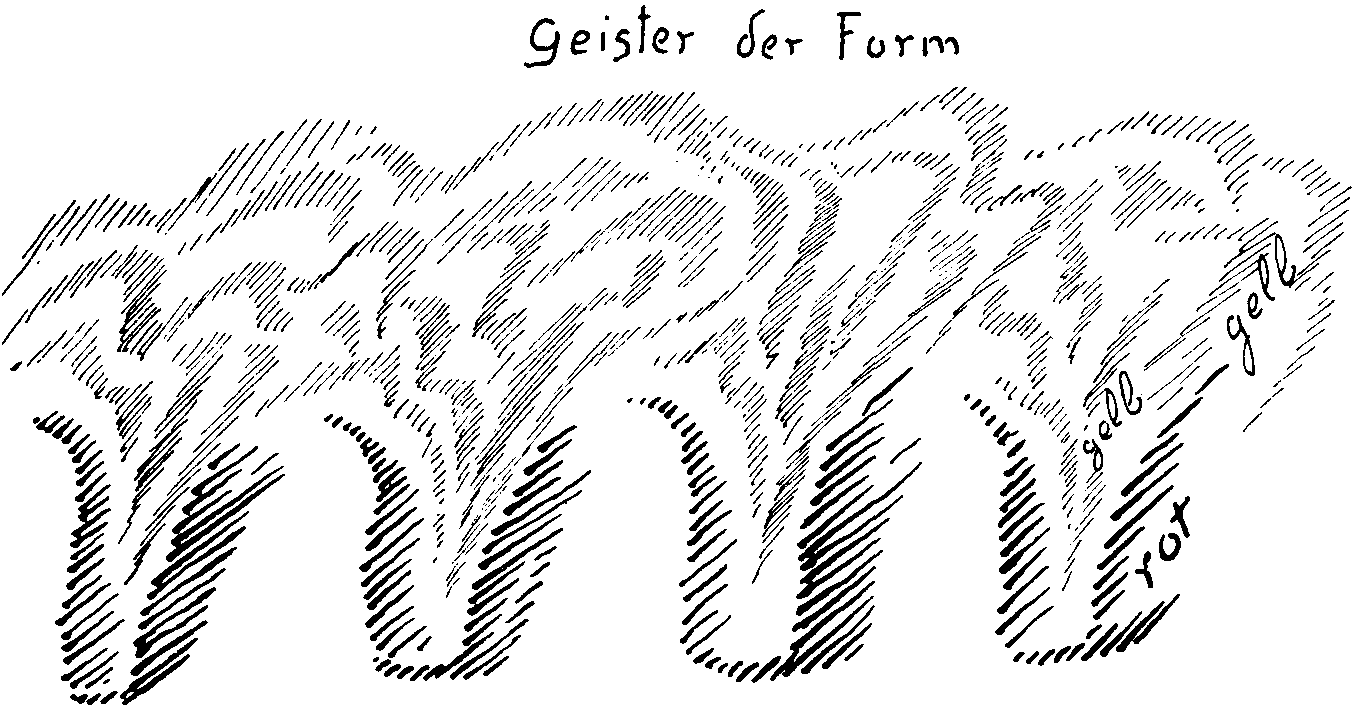 Geister der Form
gelb
gelb
rot